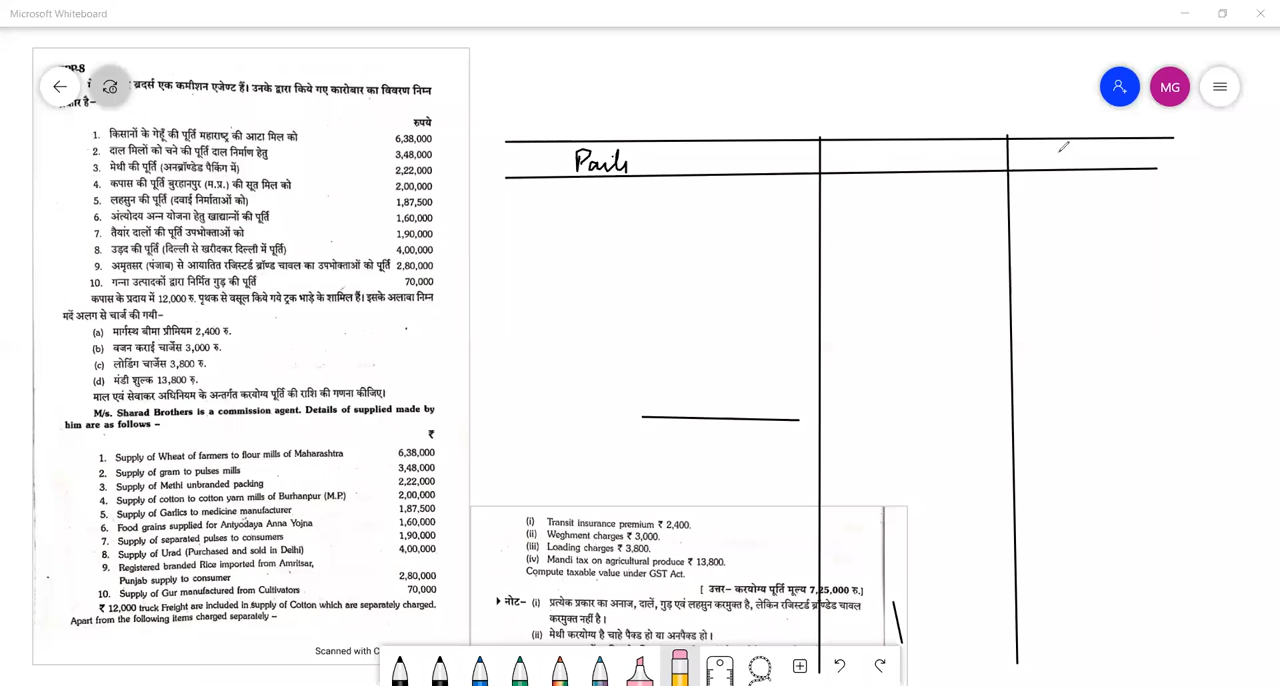 Microsoft Whiteboard
MG
ब्रदर्स एक कमीशन एजेण्ट हैं। उनके द्वारा किये गए कारोबार का विवरण निम्न
है–
रुपये
1. किसानों के गेहूँ की पूर्ति महाराष्ट्र की आटा मिल को 6,38,000
2. दाल मिलों को चने की पूर्ति दाल निर्माण हेतु 3,48,000
3. मेथी की पूर्ति (अनब्रॉण्डेड पैकिंग में) 2,22,000
4. कपास की पूर्ति बुरहानपुर (म.प्र.) की सूत मिल को 2,00,000
5. लहसुन की पूर्ति (दवाई निर्माताओं को) 1,87,500
6. अंत्योदय अन्न योजना हेतु खाद्यान्नों की पूर्ति 1,60,000
7. तैयार दालों की पूर्ति उपभोक्ताओं को 1,90,000
8. उड़द की पूर्ति (दिल्ली से खरीदकर दिल्ली में पूर्ति) 4,00,000
9. अमृतसर (पंजाब) से आयातित रजिस्टर्ड ब्रॉण्ड चावल का उपभोक्ताओं को पूर्ति 2,80,000
10. गन्ना उत्पादकों द्वारा निर्मित गुड़ की पूर्ति 70,000
कपास के प्रदाय में 12,000 रु. पृथक से वसूल किये गये ट्रक भाड़े के शामिल हैं। इसके अलावा निम्न
मदें अलग से चार्ज की गयी–
(a) मार्गस्थ बीमा प्रीमियम 2,400 रु.
(b) वजन कराई चार्जेस 3,000 रु.
(c) लोडिंग चार्जेस 3,800 रु.
(d) मंडी शुल्क 13,800 रु.
माल एवं सेवाकर अधिनियम के अन्तर्गत करयोग्य पूर्ति की राशि की गणना कीजिए।
M/s. Sharad Brothers is a commission agent. Details of supplied made by
him are as follows –
₹
1. Supply of Wheat of farmers to flour mills of Maharashtra 6,38,000
2. Supply of gram to pulses mills 3,48,000
3. Supply of Methi unbranded packing 2,22,000
4. Supply of cotton to cotton yarn mills of Burhanpur (M.P.) 2,00,000
5. Supply of Garlics to medicine manufacturer 1,87,500
6. Food grains supplied for Antyodaya Anna Yojna 1,60,000
7. Supply of separated pulses to consumers 1,90,000
8. Supply of Urad (Purchased and sold in Delhi) 4,00,000
9. Registered branded Rice imported from Amritsar,
Punjab supply to consumer 2,80,000
10. Supply of Gur manufactured from Cultivators 70,000
₹ 12,000 truck Freight are included in supply of Cotton which are separately charged.
Apart from the following items charged separately –
Scanned with
(i) Transit insurance premium ₹ 2,400.
(ii) Weghment charges ₹ 3,000.
(iii) Loading charges ₹ 3,800.
(iv) Mandi tax on agricultural produce ₹ 13,800.
Compute taxable value under GST Act.
[ उत्तर– करयोग्य पूर्ति मूल्य 7,25,000 रु.]
नोट– (i) प्रत्येक प्रकार का अनाज, दालें, गुड़ एवं लहसुन करमुक्त है, लेकिन रजिस्टर्ड ब्रॉण्डेड चावल
करमुक्त नहीं है।
(ii) मेथी करयोग्य है चाहे पैक्ड हो या अनपैक्ड हो।